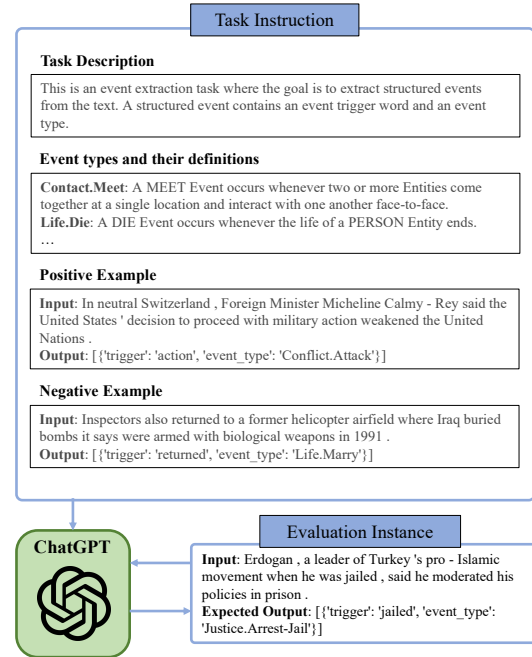 Task Instruction
Task Description
This is an event extraction task where the goal is to extract structured events
from the text. A structured event contains an event trigger word and an event
type.
Event types and their definitions
Contact.Meet: A MEET Event occurs whenever two or more Entities come
together at a single location and interact with one another face-to-face.
Life.Die: A DIE Event occurs whenever the life of a PERSON Entity ends.
…
Positive Example
Input: In neutral Switzerland , Foreign Minister Micheline Calmy - Rey said the
United States ' decision to proceed with military action weakened the United
Nations .
Output: [{'trigger': 'action', 'event_type': 'Conflict.Attack'}]
Negative Example
Input: Inspectors also returned to a former helicopter airfield where Iraq buried
bombs it says were armed with biological weapons in 1991 .
Output: [{'trigger': 'returned', 'event_type': 'Life.Marry'}]
ChatGPT
Evaluation Instance
Input: Erdogan , a leader of Turkey 's pro - Islamic
movement when he was jailed , said he moderated his
policies in prison .
Expected Output: [{'trigger': 'jailed', 'event_type':
'Justice.Arrest-Jail'}]